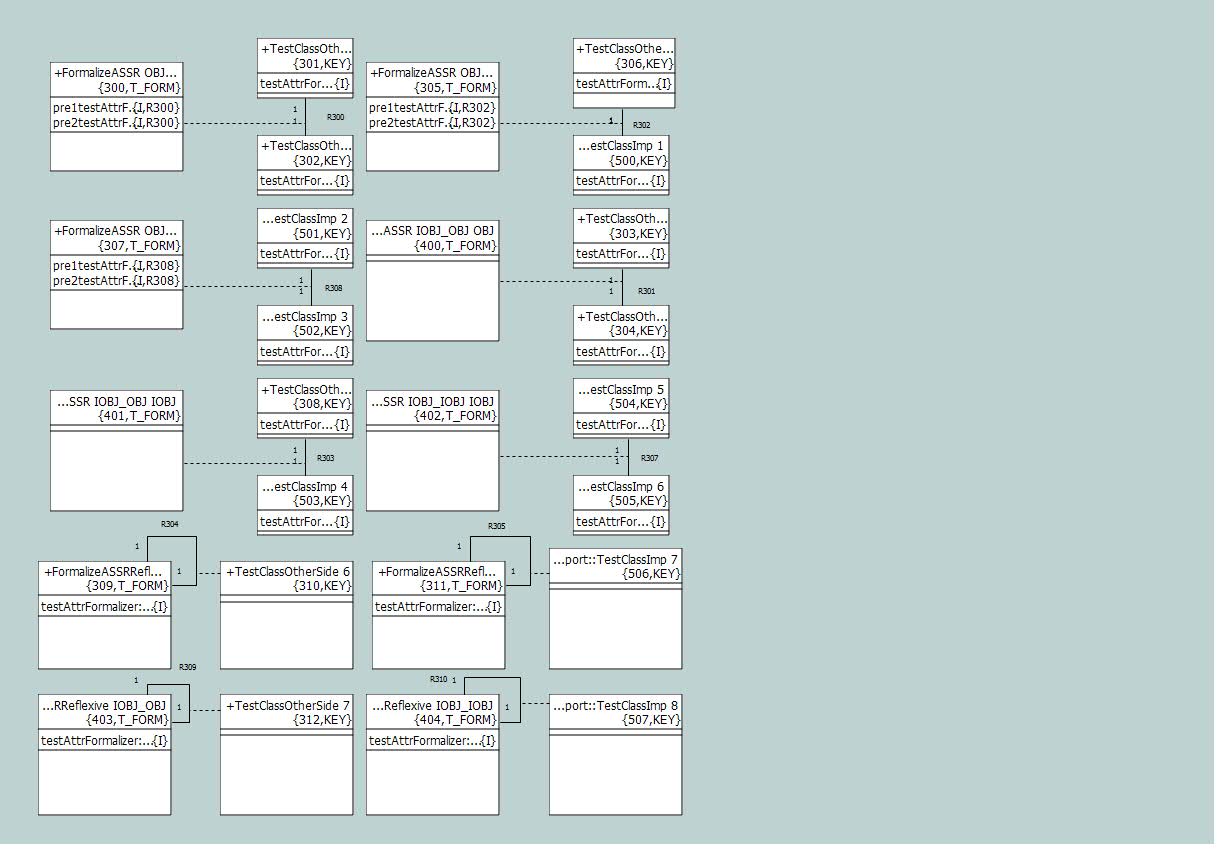 +FormalizeASSR OBJ...
{300,T_FORM}
pre1testAttrF.{I,R300}
pre2testAttrF.{I,R300}
+TestClassOth...
{301,KEY}
testAttrFor...{I}
1
R300
1
+TestClassOth...
{302,KEY}
testAttrFor...{I}
+FormalizeASSR OBJ...
{305,T_FORM}
pre1testAttrF.{I,R302}
pre2testAttrF.{I,R302}
+TestClassOthe...
{306,KEY}
testAttrForm...{I}
1
R302
...estClassImp 1
{500,KEY}
testAttrFor...{I}
+FormalizeASSR OBJ...
{307,T_FORM}
pre1testAttrF.{I,R308}
pre2testAttrF.{I,R308}
...estClassImp 2
{501,KEY}
testAttrFor...{I}
1
R308
1
...estClassImp 3
{502,KEY}
testAttrFor...{I}
...ASSR IOBJ_OBJ OBJ
{400,T_FORM}
+TestClassOth...
{303,KEY}
testAttrFor...{I}
1
R301
1
+TestClassOth...
{304,KEY}
testAttrFor...{I}
...SSR IOBJ_OBJ IOBJ
{401,T_FORM}
+TestClassOth...
{308,KEY}
testAttrFor...{I}
1
R303
1
...estClassImp 4
{503,KEY}
testAttrFor...{I}
...SSR IOBJ_IOBJ IOBJ
{402,T_FORM}
...estClassImp 5
{504,KEY}
testAttrFor...{I}
1
R307
1
...estClassImp 6
{505,KEY}
testAttrFor...{I}
R304
1
1
+FormalizeASSRRefl...
{309,T_FORM}
testAttrFormalizer:...{I}
+TestClassOtherSide 6
{310,KEY}
R305
1
1
+FormalizeASSRRefl...
{311,T_FORM}
testAttrFormalizer:...{I}
...port::TestClassImp 7
{506,KEY}
R309
1
1
...RReflexive IOBJ_OBJ
{403,T_FORM}
testAttrFormalizer:...{I}
+TestClassOtherSide 7
{312,KEY}
R310
1
1
...Reflexive IOBJ_IOBJ
{404,T_FORM}
testAttrFormalizer:...{I}
...port::TestClassImp 8
{507,KEY}